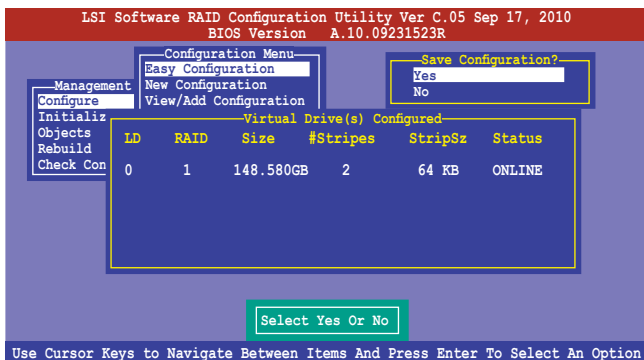 LSI Software RAID Configuration Utility Ver C.05 Sep 17, 2010
BIOS Version A.10.09231523R
Configuration Menu
Easy Configuration
New Configuration
View/Add Configuration
Save Configuration?
Yes
No
Management
Configure
Initializ
Objects
Rebuild
Check Con
Virtual Drive(s) Configured
LD RAID Size #Stripes StripSz Status
0 1 148.580GB 2 64 KB ONLINE
Select Yes Or No
Use Cursor Keys to Navigate Between Items And Press Enter To Select An Option